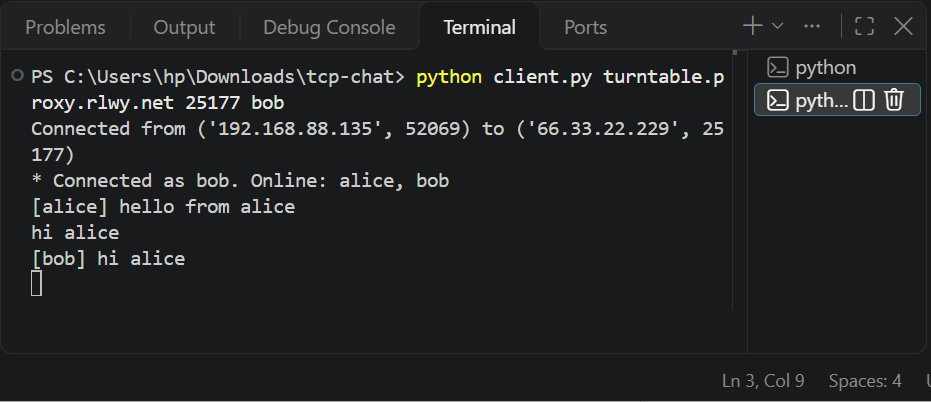 Problems Output Debug Console Terminal Ports
PS C:\Users\hp\Downloads\tcp-chat> python client.py turntable.p
roxy.rlwy.net 25177 bob
Connected from ('192.168.88.135', 52069) to ('66.33.22.229', 25
177)
* Connected as bob. Online: alice, bob
[alice] hello from alice
hi alice
[bob] hi alice
python
pyth...
Ln 3, Col 9 Spaces: 4